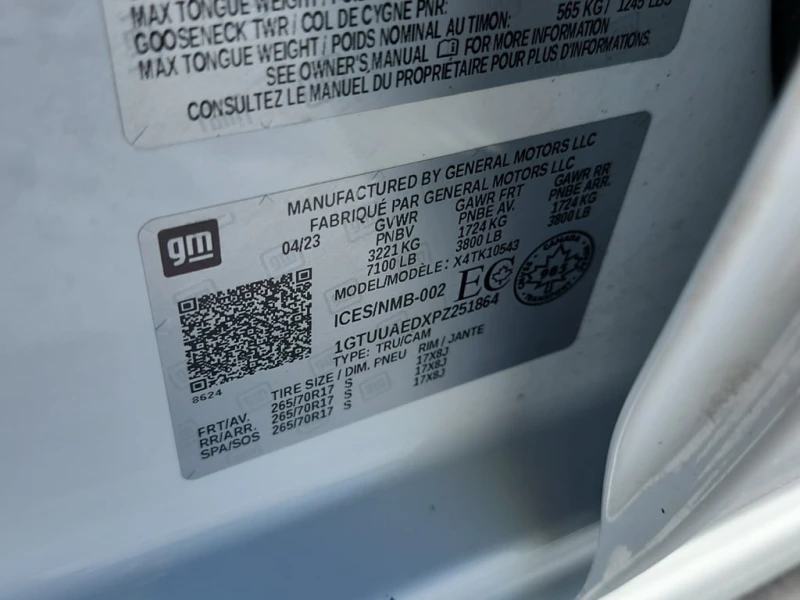 MAX TONGUE WEIGHT /
GOOSENECK TWR / COL DE CYGNE PNR: 565 KG / 1245 LBS
MAX TONGUE WEIGHT / POIDS NOMINAL AU TIMON:
SEE OWNER'S MANUAL FOR MORE INFORMATION
CONSULTEZ LE MANUEL DU PROPRIÉTAIRE POUR PLUS D'INFORMATIONS.
MANUFACTURED BY GENERAL MOTORS LLC
FABRIQUÉ PAR GENERAL MOTORS LLC
gm
04/23 GVWR GAWR FRT GAWR RR
PNBV PNBE AV. PNBE ARR.
3221 KG 1724 KG 1724 KG
7100 LB 3800 LB 3800 LB
MODEL/MODÈLE: X4TK10543
ICES/NMB-002 EC
CANADA
903
TRANSPORT
1GTUUAEDXPZ251864
TYPE: TRU/CAM
8624
TIRE SIZE / DIM. PNEU RIM / JANTE
FRT/AV. 265/70R17 S 17X8J
RR/ARR. 265/70R17 S 17X8J
SPA/SOS 265/70R17 S 17X8J